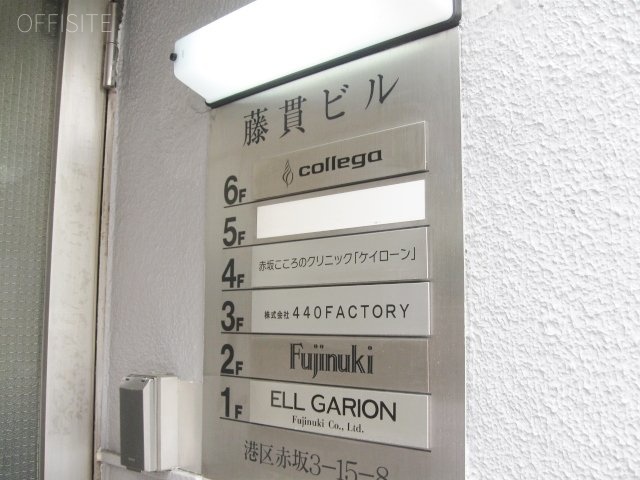 OFFISITE
藤貫ビル
6F collega
5F
4F 赤坂こころのクリニック「ケイローン」
3F 株式会社 440FACTORY
2F Fujinuki
1F ELL GARION
Fujinuki Co., Ltd.
港区赤坂3-15-8